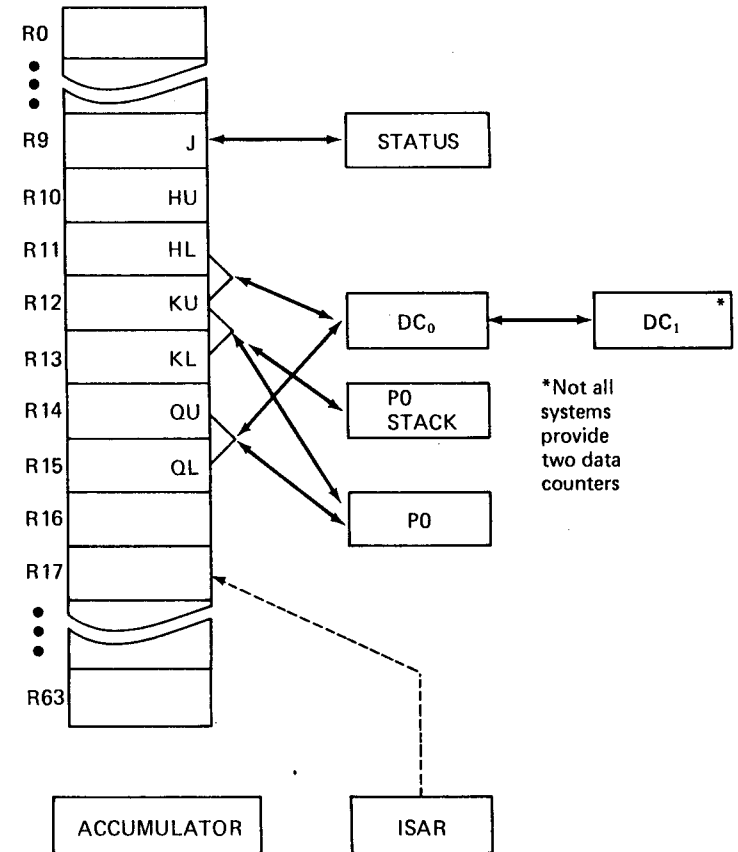 R0
R9 J STATUS
R10 HU
R11 HL
R12 KU DC₀ DC₁ *
R13 KL
*Not all
systems
provide
two data
counters
R14 QU P0
STACK
R15 QL
R16 P0
R17
R63
ACCUMULATOR ISAR